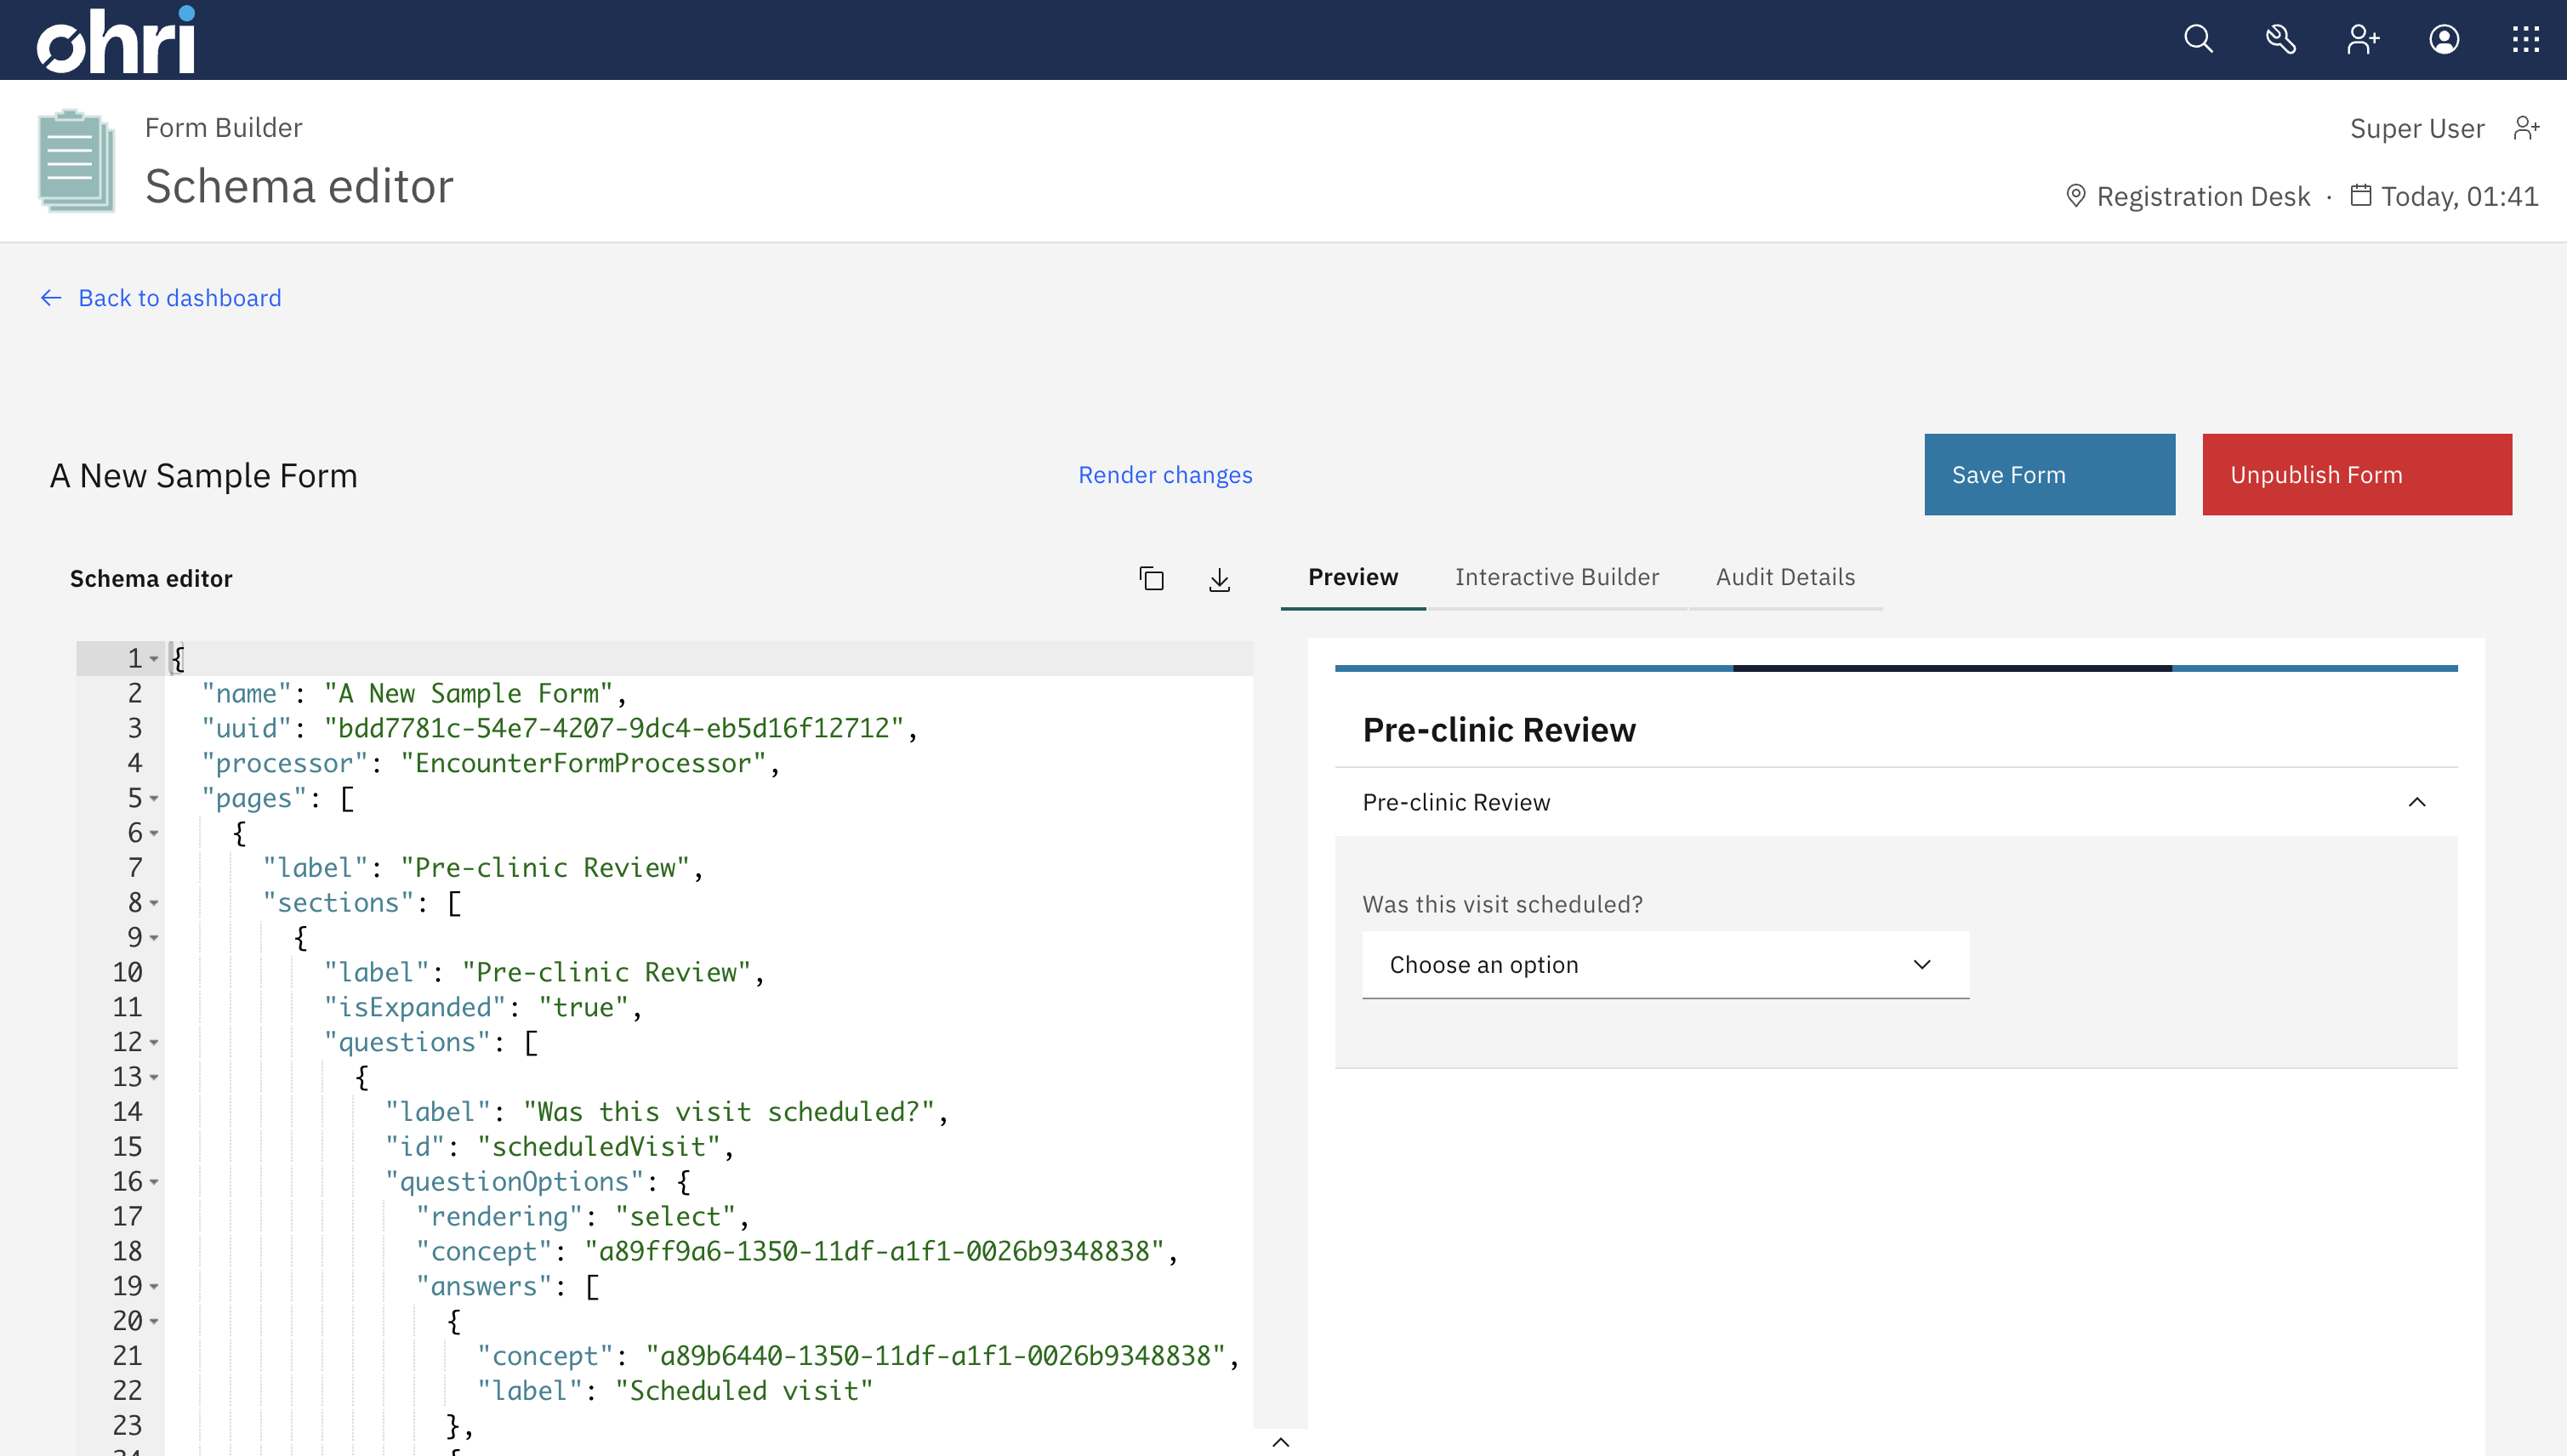 ohri
Form Builder
Schema editor
Super User
Registration Desk · Today, 01:41
Back to dashboard
A New Sample Form
Render changes
Save Form
Unpublish Form
Schema editor
Preview
Interactive Builder
Audit Details
1 {
2 "name": "A New Sample Form",
3 "uuid": "bdd7781c-54e7-4207-9dc4-eb5d16f12712",
4 "processor": "EncounterFormProcessor",
5 "pages": [
6 {
7 "label": "Pre-clinic Review",
8 "sections": [
9 {
10 "label": "Pre-clinic Review",
11 "isExpanded": "true",
12 "questions": [
13 {
14 "label": "Was this visit scheduled?",
15 "id": "scheduledVisit",
16 "questionOptions": {
17 "rendering": "select",
18 "concept": "a89ff9a6-1350-11df-a1f1-0026b9348838",
19 "answers": [
20 {
21 "concept": "a89b6440-1350-11df-a1f1-0026b9348838",
22 "label": "Scheduled visit"
23 },
Pre-clinic Review
Pre-clinic Review
Was this visit scheduled?
Choose an option